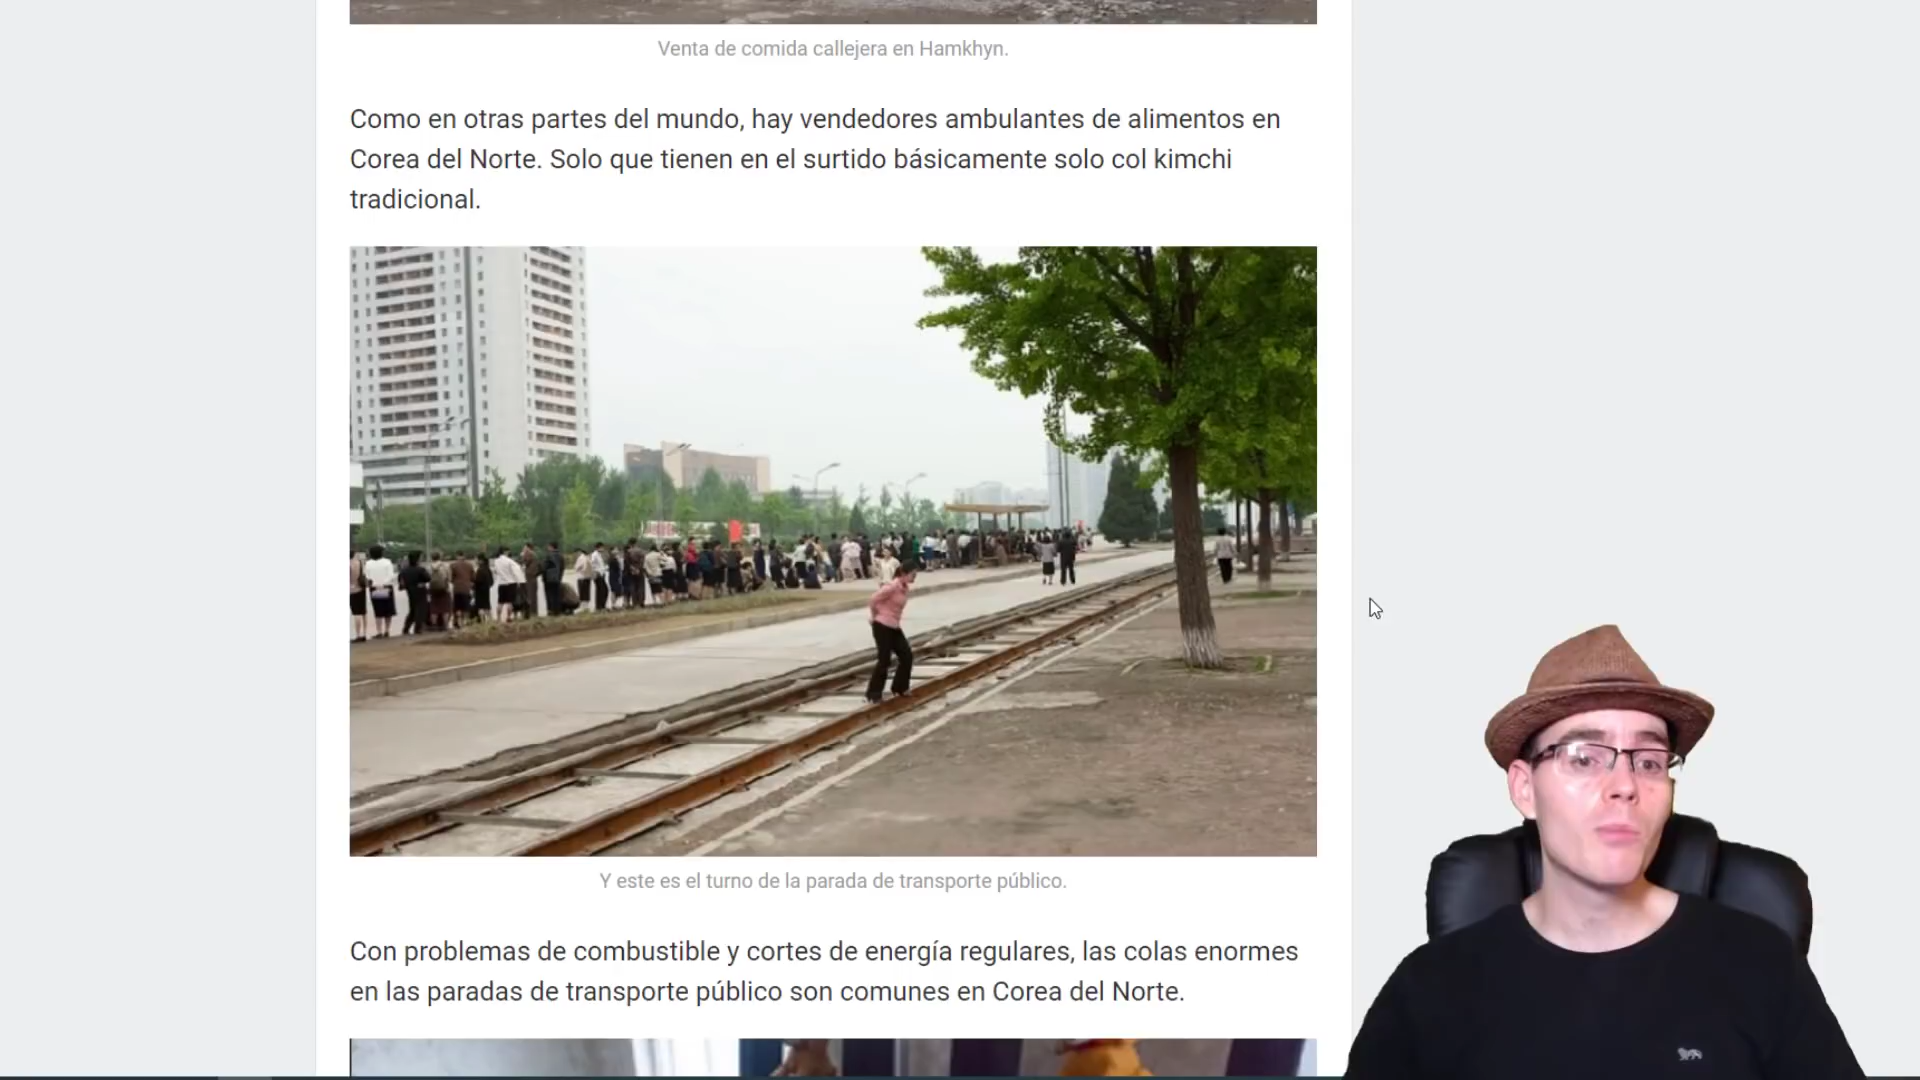 Venta de comida callejera en Hamkhyn.
Como en otras partes del mundo, hay vendedores ambulantes de alimentos en
Corea del Norte. Solo que tienen en el surtido básicamente solo col kimchi
tradicional.
Y este es el turno de la parada de transporte público.
Con problemas de combustible y cortes de energía regulares, las colas enormes
en las paradas de transporte público son comunes en Corea del Norte.